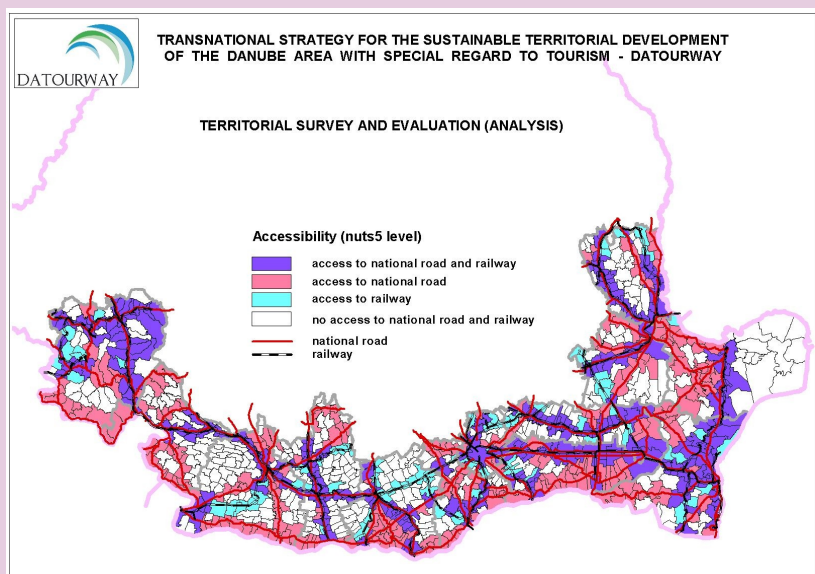 DATOURWAY
TRANSNATIONAL STRATEGY FOR THE SUSTAINABLE TERRITORIAL DEVELOPMENT
OF THE DANUBE AREA WITH SPECIAL REGARD TO TOURISM - DATOURWAY
TERRITORIAL SURVEY AND EVALUATION (ANALYSIS)
Accessibility (nuts5 level)
access to national road and railway
access to national road
access to railway
no access to national road and railway
national road
railway